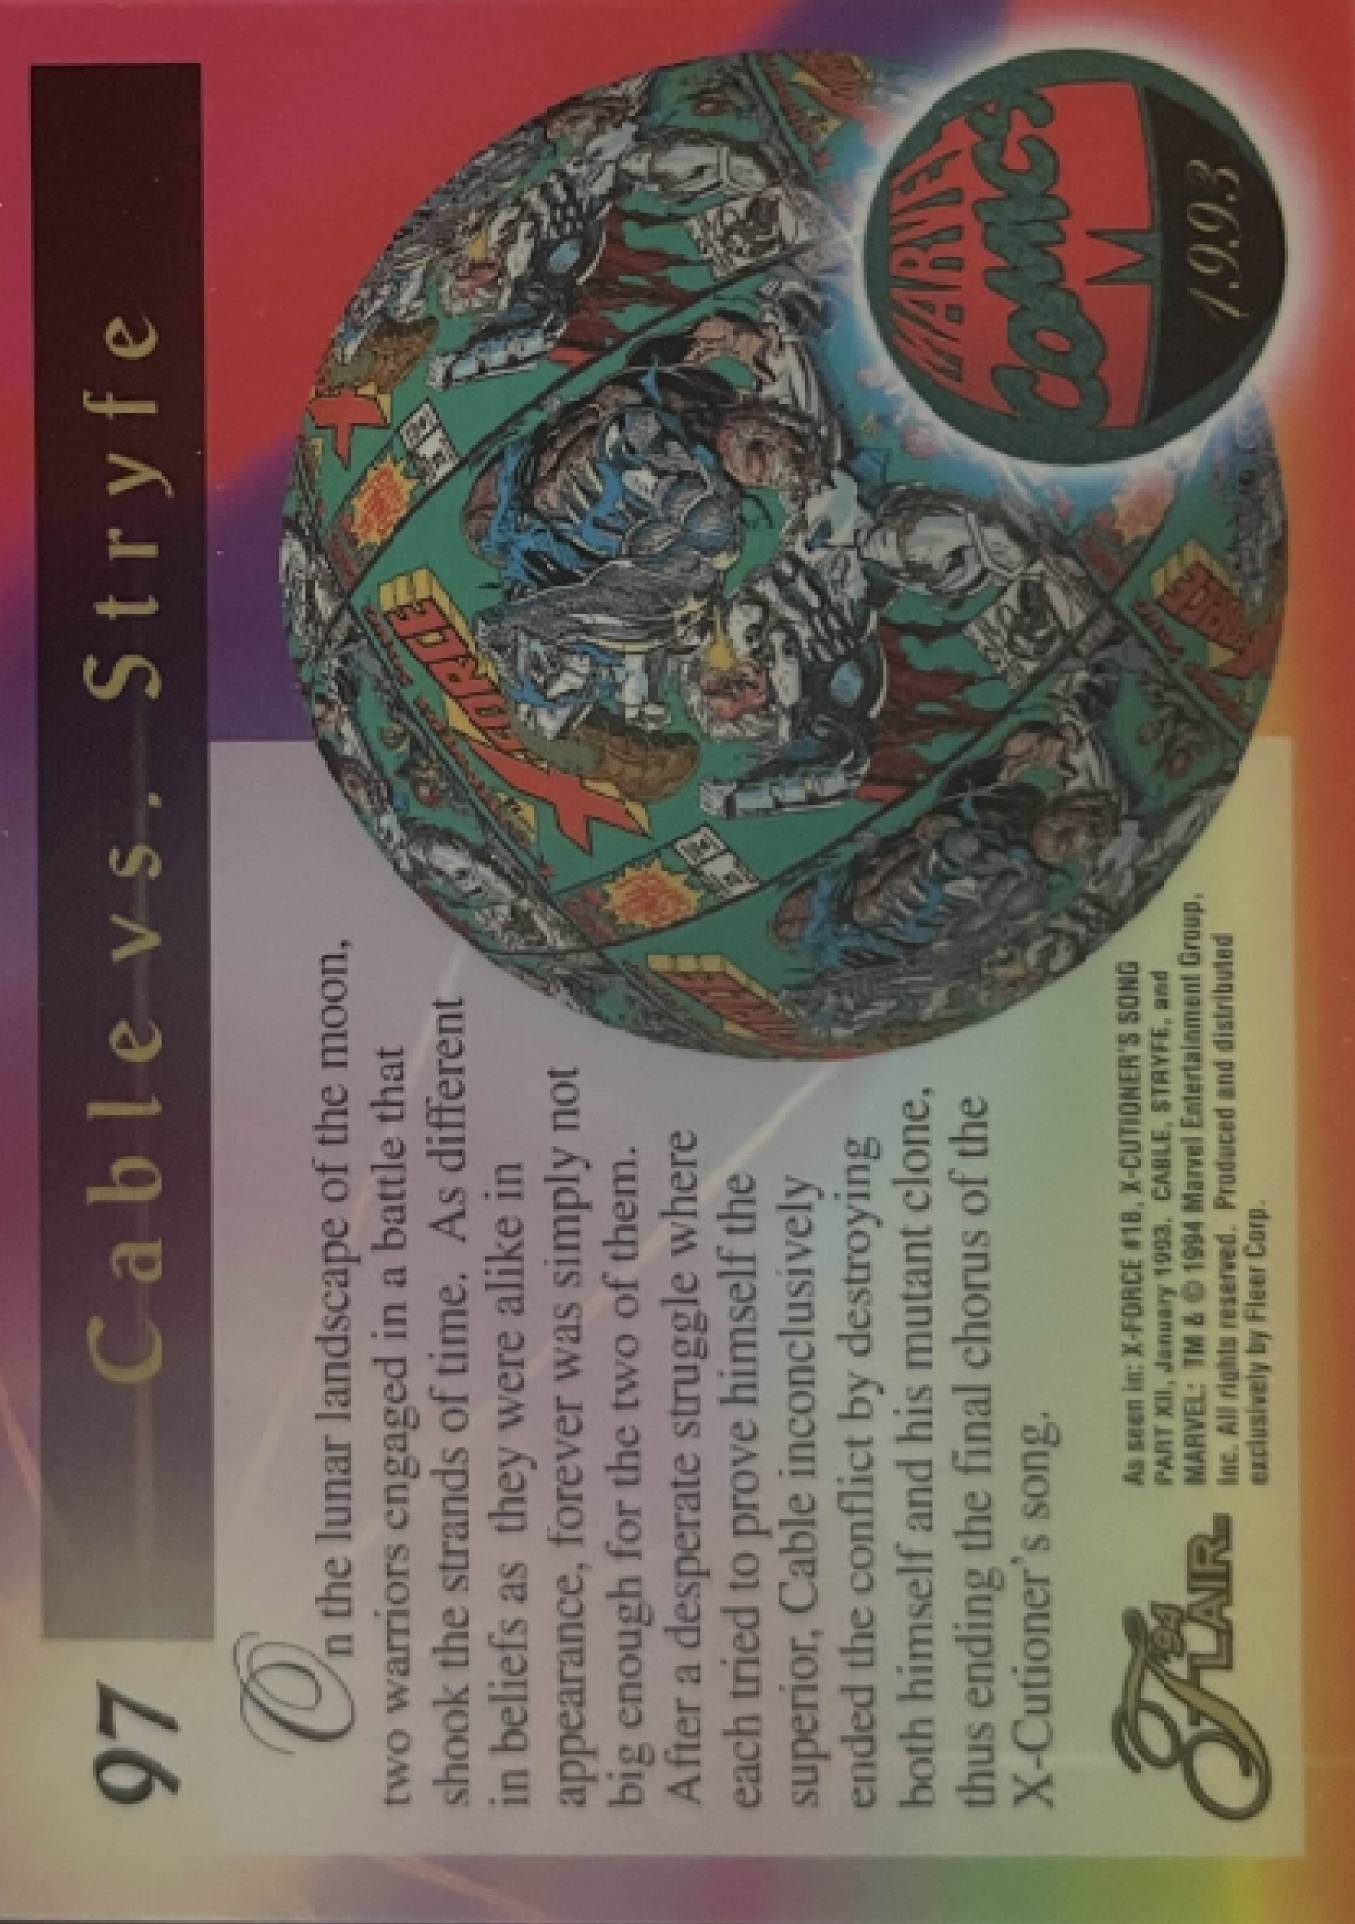 97
Cable vs. Stryfe
On the lunar landscape of the moon,
two warriors engaged in a battle that
shook the strands of time. As different
in beliefs as they were alike in
appearance, forever was simply not
big enough for the two of them.
After a desperate struggle where
each tried to prove himself the
superior, Cable inconclusively
ended the conflict by destroying
both himself and his mutant clone,
thus ending the final chorus of the
X-Cutioner's song.
'94
FLAIR
As seen in: X-FORCE #18, X-CUTIONER'S SONG
PART XII, January 1993. CABLE, STRYFE, and
MARVEL: TM & © 1994 Marvel Entertainment Group,
Inc. All rights reserved. Produced and distributed
exclusively by Fleer Corp.
X-FORCE
X-FORCE
FORCE
MARVEL
COMICS
M
1993